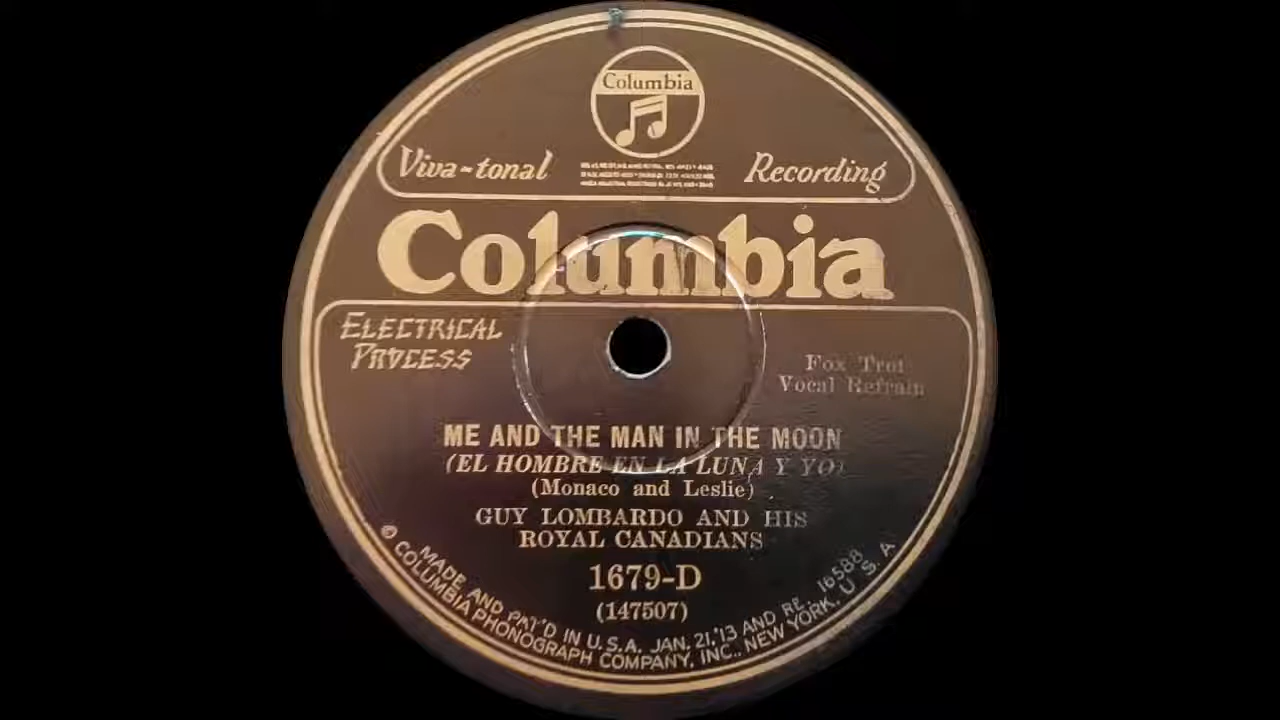 Columbia
Viva-tonal
Recording
Columbia
ELECTRICAL
PROCESS
Fox Trot
Vocal Refrain
ME AND THE MAN IN THE MOON
(EL HOMBRE EN LA LUNA Y YO)
(Monaco and Leslie)
GUY LOMBARDO AND HIS
ROYAL CANADIANS
1679-D
(147507)
MADE AND PAT'D IN U.S.A. JAN. 21,'13 AND RE. 16588
© COLUMBIA PHONOGRAPH COMPANY, INC., NEW YORK, U. S. A